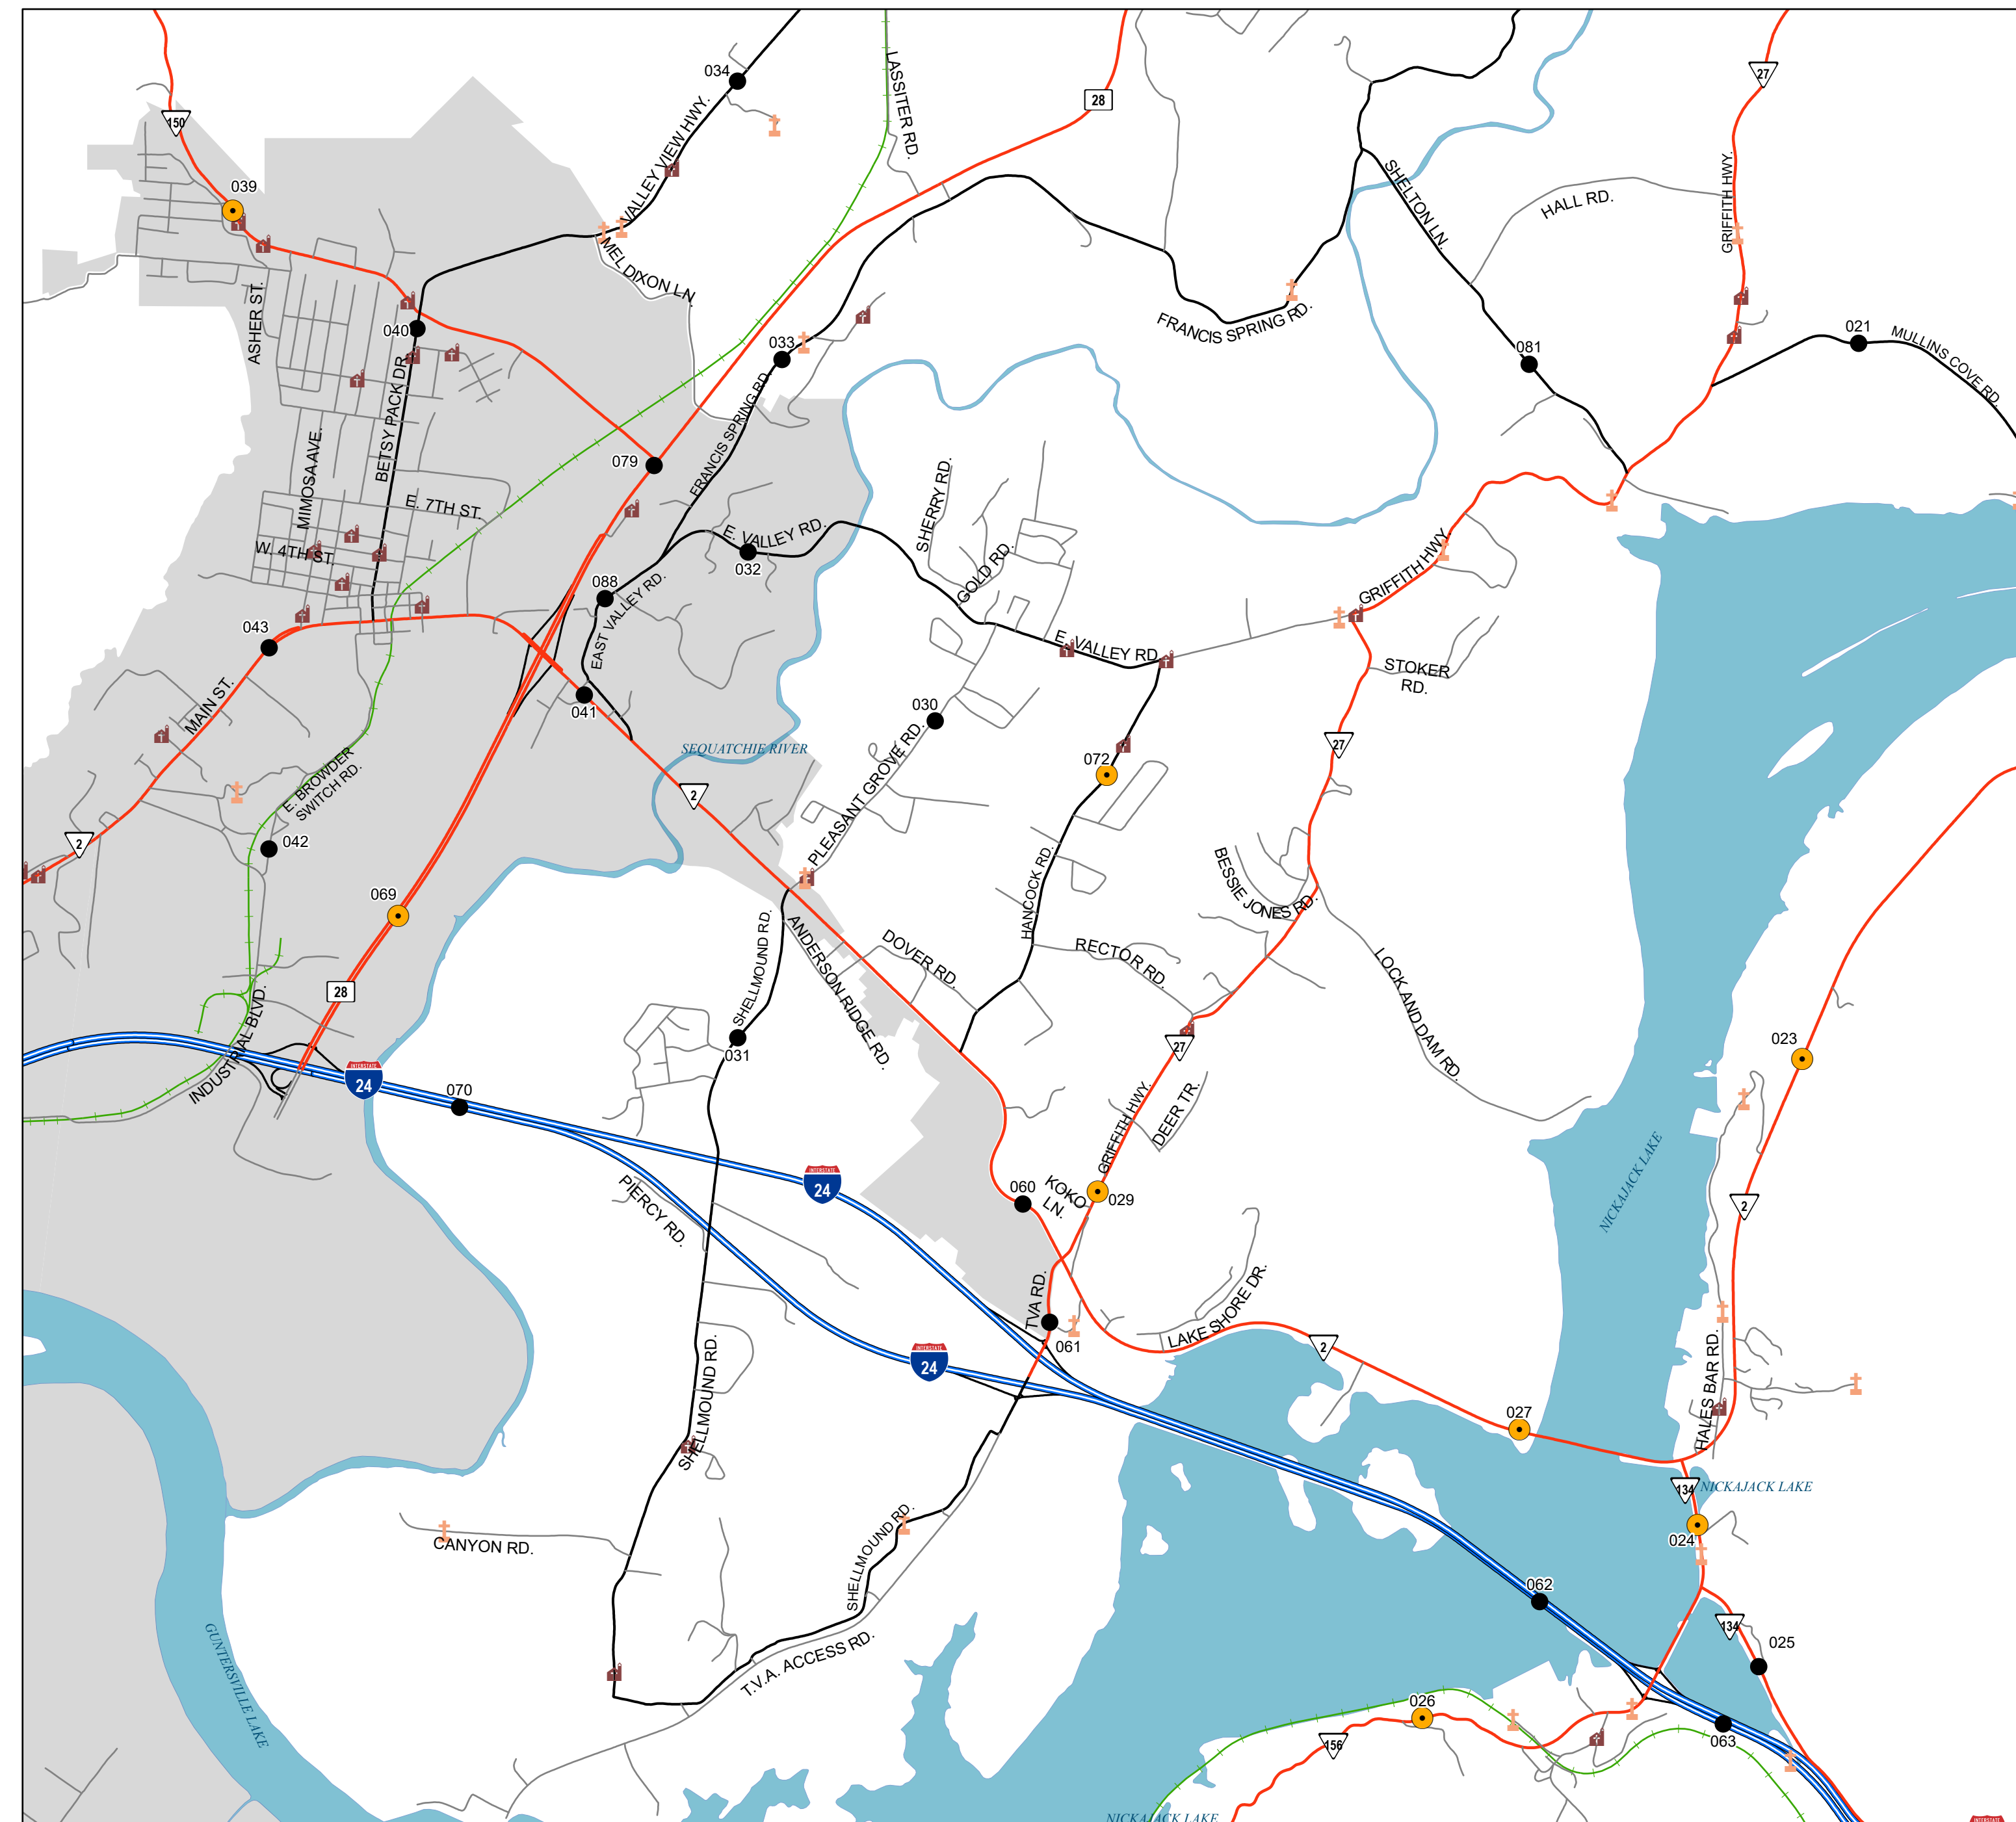 034
VALLEY VIEW HWY.
LASSITER RD.
28
27
150
039
SHELTON LN.
HALL RD.
GRIFFITH HWY.
MEL DIXON LN.
ASHER ST.
040
033
FRANCIS SPRING RD.
081
021
MULLINS COVE RD.
BETSY PACK DR.
FRANCIS SPRING RD.
MIMOSA AVE.
079
E. 7TH ST.
W. 4TH ST.
E. VALLEY RD.
032
SHERRY RD.
GOLD RD.
088
EAST VALLEY RD.
GRIFFITH HWY.
043
E. VALLEY RD.
STOKER
RD.
MAIN ST.
041
030
SEQUATCHIE RIVER
27
072
E. BROWDER
SWITCH RD.
2
PLEASANT GROVE RD.
2
042
HANCOCK RD.
BESSIE JONES RD.
069
DOVER RD.
RECTOR RD.
SHELLMOUND RD.
ANDERSON RIDGE RD.
LOCK AND DAM RD.
28
INDUSTRIAL BLVD.
031
27
023
INTERSTATE
24
070
GRIFFITH HWY.
DEER TR.
NICKAJACK LAKE
INTERSTATE
24
PIERCY RD.
060
KOKO
LN.
029
2
TVA RD.
LAKE SHORE DR.
061
2
INTERSTATE
24
SHELLMOUND RD.
HALES BAR RD.
027
134
NICKAJACK LAKE
CANYON RD.
SHELLMOUND RD.
024
062
GUNTERSVILLE LAKE
134
025
T.V.A. ACCESS RD.
026
156
063
NICKAJACK LAKE
INTERSTATE